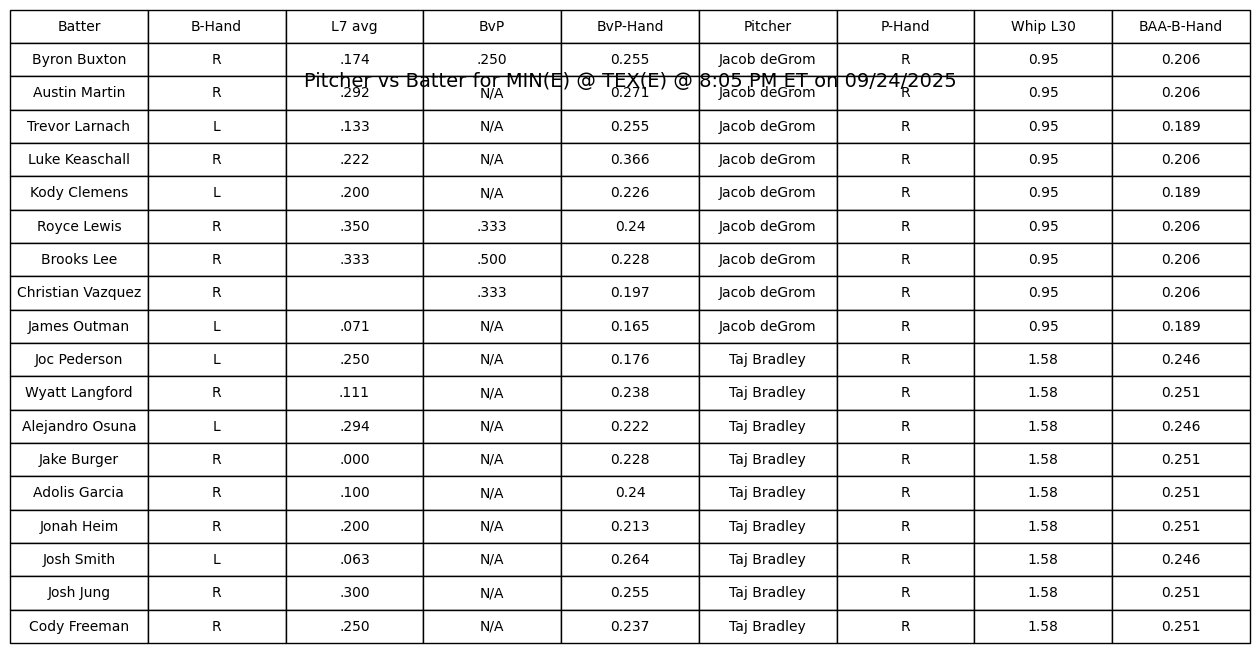 Batter B-Hand L7 avg BvP BvP-Hand Pitcher P-Hand Whip L30 BAA-B-Hand
Byron Buxton R .174 .250 0.255 Jacob deGrom R 0.95 0.206
Pitcher vs Batter for MIN(E) @ TEX(E) @ 8:05 PM ET on 09/24/2025
Austin Martin R .292 N/A 0.271 Jacob deGrom R 0.95 0.206
Trevor Larnach L .133 N/A 0.255 Jacob deGrom R 0.95 0.189
Luke Keaschall R .222 N/A 0.366 Jacob deGrom R 0.95 0.206
Kody Clemens L .200 N/A 0.226 Jacob deGrom R 0.95 0.189
Royce Lewis R .350 .333 0.24 Jacob deGrom R 0.95 0.206
Brooks Lee R .333 .500 0.228 Jacob deGrom R 0.95 0.206
Christian Vazquez R .333 0.197 Jacob deGrom R 0.95 0.206
James Outman L .071 N/A 0.165 Jacob deGrom R 0.95 0.189
Joc Pederson L .250 N/A 0.176 Taj Bradley R 1.58 0.246
Wyatt Langford R .111 N/A 0.238 Taj Bradley R 1.58 0.251
Alejandro Osuna L .294 N/A 0.222 Taj Bradley R 1.58 0.246
Jake Burger R .000 N/A 0.228 Taj Bradley R 1.58 0.251
Adolis Garcia R .100 N/A 0.24 Taj Bradley R 1.58 0.251
Jonah Heim R .200 N/A 0.213 Taj Bradley R 1.58 0.251
Josh Smith L .063 N/A 0.264 Taj Bradley R 1.58 0.246
Josh Jung R .300 N/A 0.255 Taj Bradley R 1.58 0.251
Cody Freeman R .250 N/A 0.237 Taj Bradley R 1.58 0.251